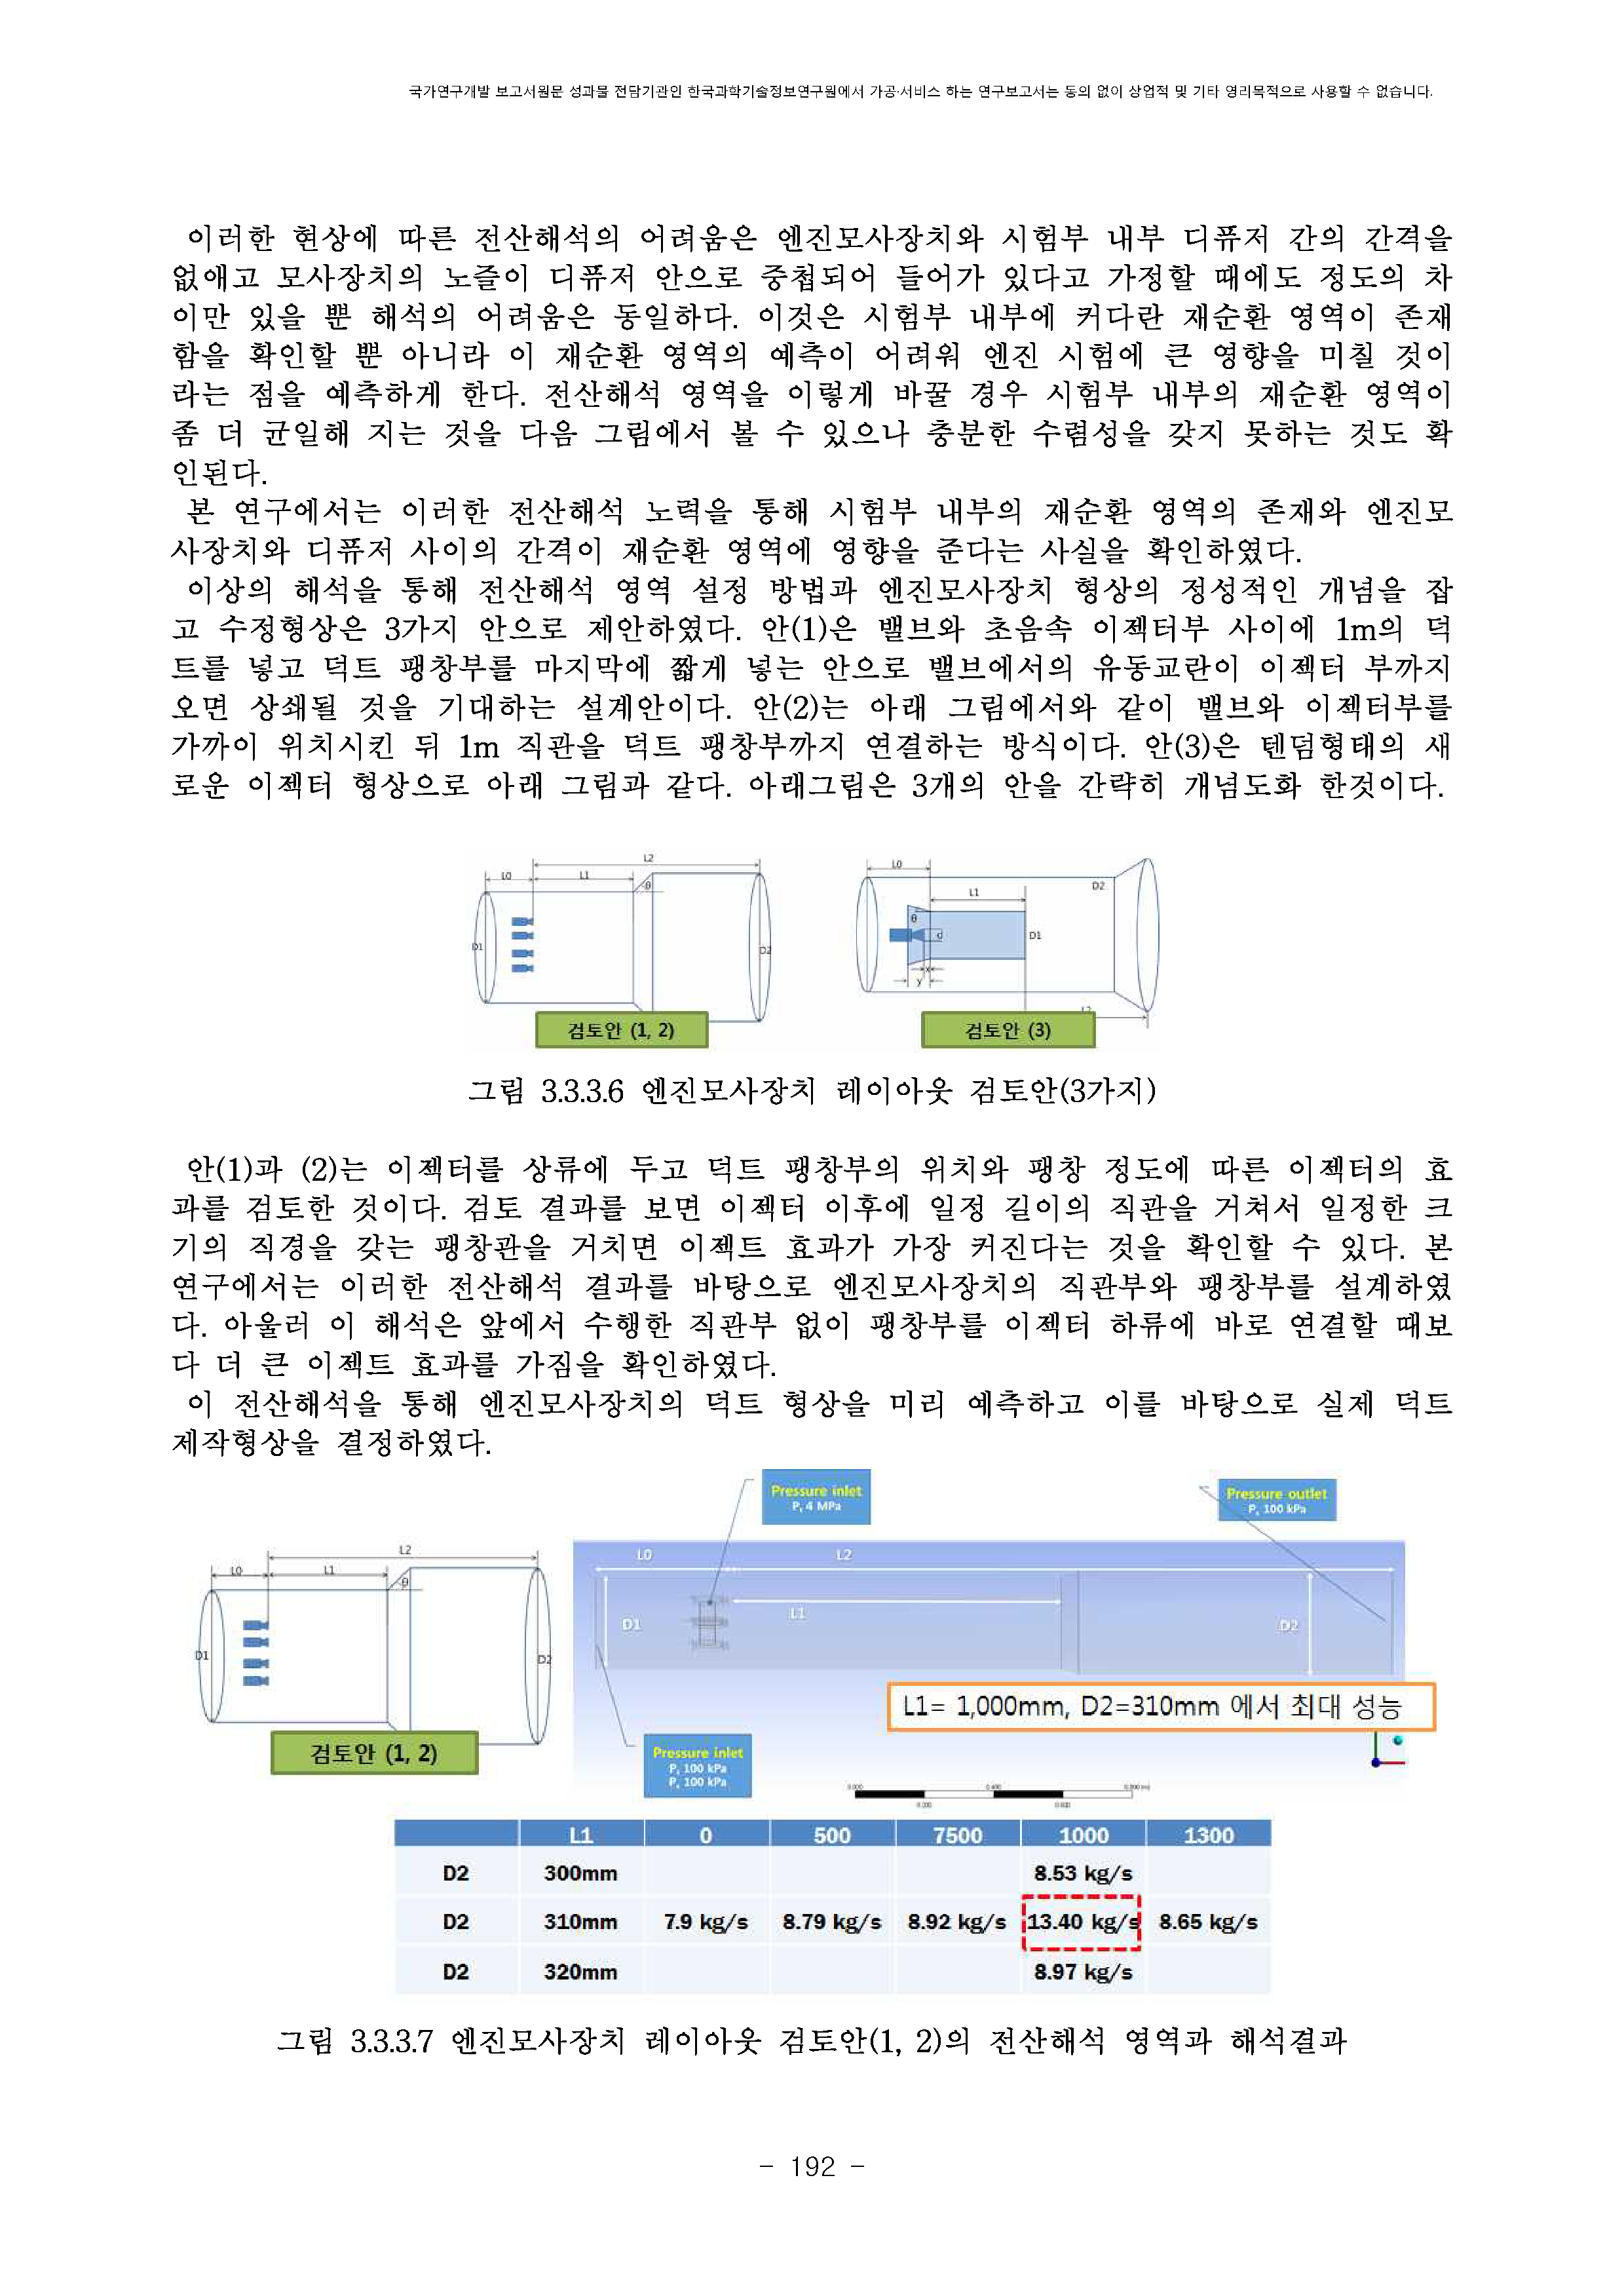 국가연구개발 보고서원문 성과물 전담기관인 한국과학기술정보연구원에서 가공·서비스 하는 연구보고서는 동의 없이 상업적 및 기타 영리목적으로 사용할 수 없습니다.
이러한 현상에 따른 전산해석의 어려움은 엔진모사장치와 시험부 내부 디퓨저 간의 간격을
없애고 모사장치의 노즐이 디퓨저 안으로 중첩되어 들어가 있다고 가정할 때에도 정도의 차
이만 있을 뿐 해석의 어려움은 동일하다. 이것은 시험부 내부에 커다란 재순환 영역이 존재
함을 확인할 뿐 아니라 이 재순환 영역의 예측이 어려워 엔진 시험에 큰 영향을 미칠 것이
라는 점을 예측하게 한다. 전산해석 영역을 이렇게 바꿀 경우 시험부 내부의 재순환 영역이
좀 더 균일해 지는 것을 다음 그림에서 볼 수 있으나 충분한 수렴성을 갖지 못하는 것도 확
인된다.
본 연구에서는 이러한 전산해석 노력을 통해 시험부 내부의 재순환 영역의 존재와 엔진모
사장치와 디퓨저 사이의 간격이 재순환 영역에 영향을 준다는 사실을 확인하였다.
이상의 해석을 통해 전산해석 영역 설정 방법과 엔진모사장치 형상의 정성적인 개념을 잡
고 수정형상은 3가지 안으로 제안하였다. 안(1)은 밸브와 초음속 이젝터부 사이에 1m의 덕
트를 넣고 덕트 팽창부를 마지막에 짧게 넣는 안으로 밸브에서의 유동교란이 이젝터 부까지
오면 상쇄될 것을 기대하는 설계안이다. 안(2)는 아래 그림에서와 같이 밸브와 이젝터부를
가까이 위치시킨 뒤 1m 직관을 덕트 팽창부까지 연결하는 방식이다. 안(3)은 텐덤형태의 새
로운 이젝터 형상으로 아래 그림과 같다. 아래그림은 3개의 안을 간략히 개념도화 한것이다.
L2
L0
L1
θ
D1
D2
검토안 (1, 2)
L0
L1
D2
θ
d
D1
x
y
검토안 (3)
그림 3.3.3.6 엔진모사장치 레이아웃 검토안(3가지)
안(1)과 (2)는 이젝터를 상류에 두고 덕트 팽창부의 위치와 팽창 정도에 따른 이젝터의 효
과를 검토한 것이다. 검토 결과를 보면 이젝터 이후에 일정 길이의 직관을 거쳐서 일정한 크
기의 직경을 갖는 팽창관을 거치면 이젝트 효과가 가장 커진다는 것을 확인할 수 있다. 본
연구에서는 이러한 전산해석 결과를 바탕으로 엔진모사장치의 직관부와 팽창부를 설계하였
다. 아울러 이 해석은 앞에서 수행한 직관부 없이 팽창부를 이젝터 하류에 바로 연결할 때보
다 더 큰 이젝트 효과를 가짐을 확인하였다.
이 전산해석을 통해 엔진모사장치의 덕트 형상을 미리 예측하고 이를 바탕으로 실제 덕트
제작형상을 결정하였다.
L2
L0
L1
θ
D1
D2
검토안 (1, 2)
Pressure inlet
P, 4 MPa
Pressure outlet
P, 100 kPa
L0
L2
L1
D1
D2
L1= 1,000mm, D2=310mm 에서 최대 성능
Pressure inlet
P, 100 kPa
P, 100 kPa
L1 0 500 7500 1000 1300
D2 300mm 8.53 kg/s
D2 310mm 7.9 kg/s 8.79 kg/s 8.92 kg/s 13.40 kg/s 8.65 kg/s
D2 320mm 8.97 kg/s
그림 3.3.3.7 엔진모사장치 레이아웃 검토안(1, 2)의 전산해석 영역과 해석결과
- 192 -